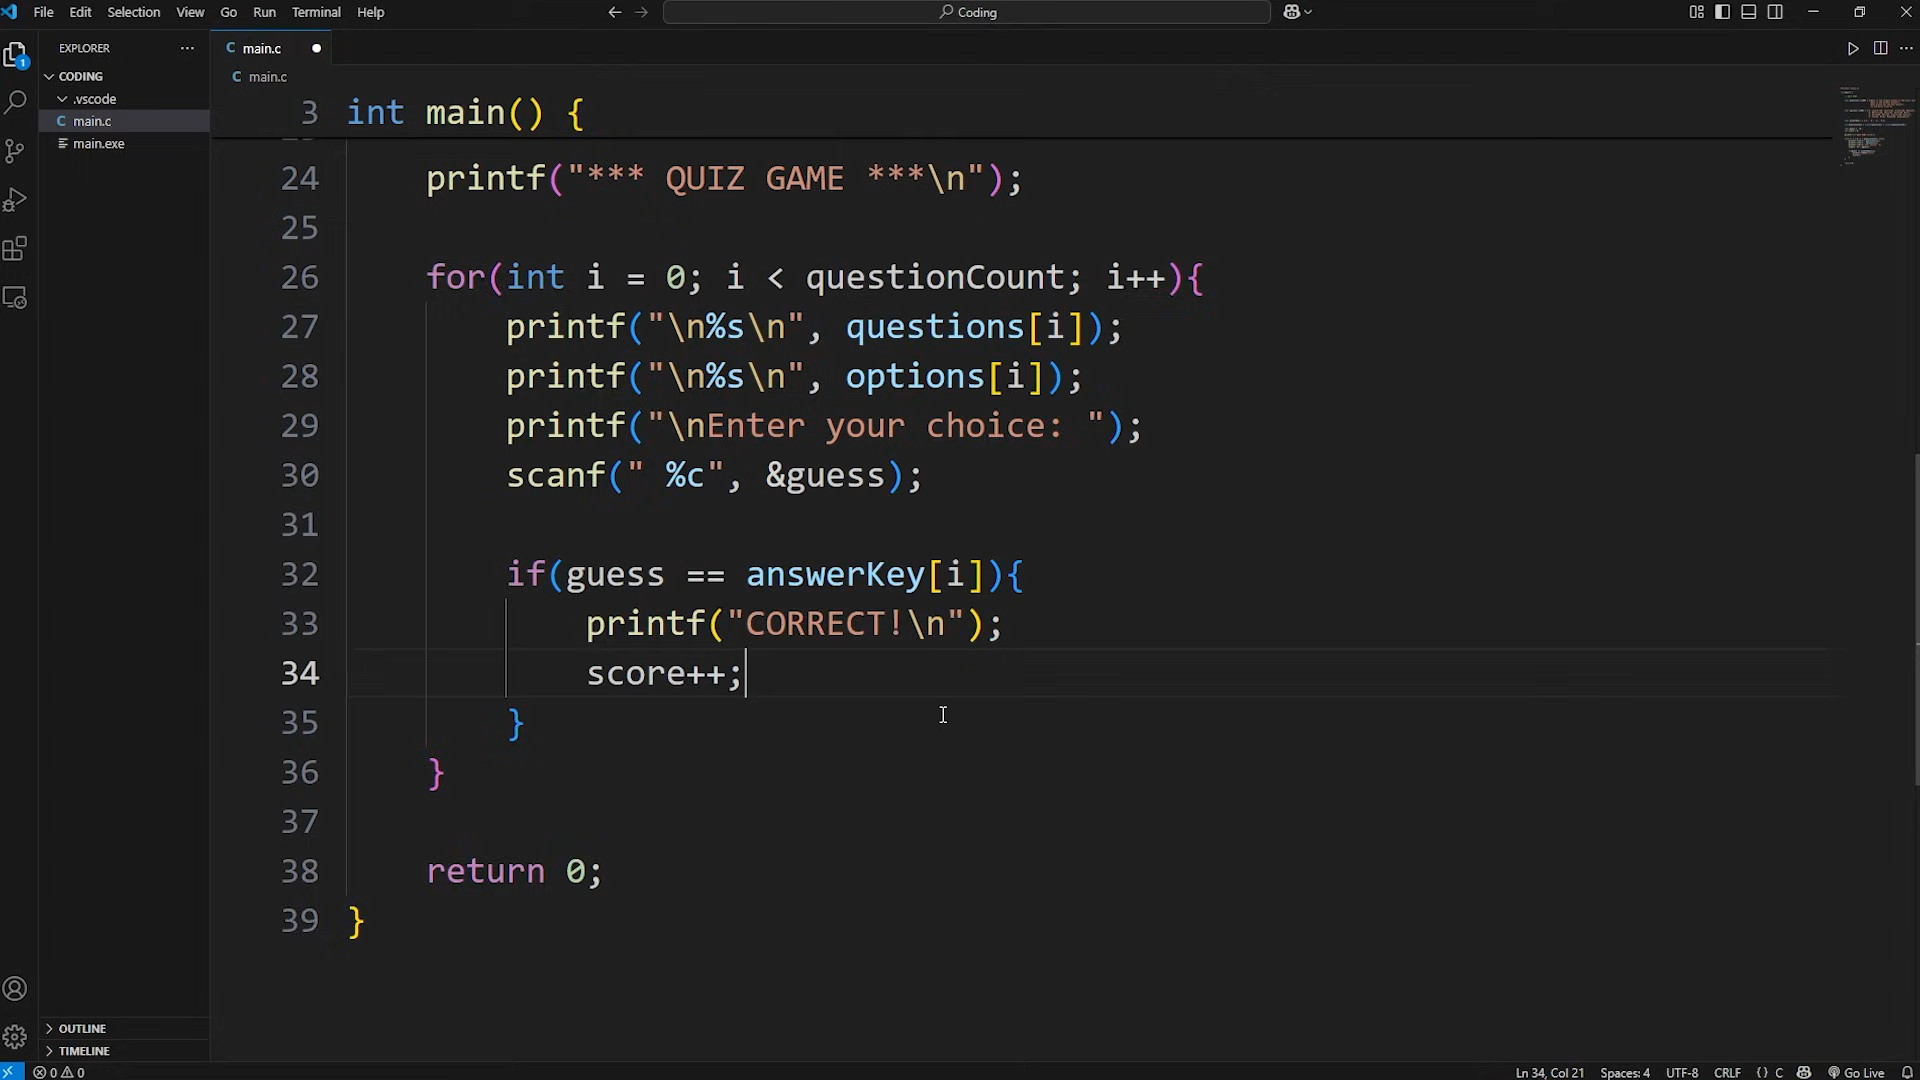 File Edit Selection View Go Run Terminal Help
Coding
EXPLORER
CODING
.vscode
C main.c
main.exe
1
C main.c
C main.c
3 int main() {
24 printf("*** QUIZ GAME ***\n");
25
26 for(int i = 0; i < questionCount; i++){
27 printf("\n%s\n", questions[i]);
28 printf("\n%s\n", options[i]);
29 printf("\nEnter your choice: ");
30 scanf(" %c", &guess);
31
32 if(guess == answerKey[i]){
33 printf("CORRECT!\n");
34 score++;
35 }
36 }
37
38 return 0;
39 }
OUTLINE
TIMELINE
0 0
Ln 34, Col 21 Spaces: 4 UTF-8 CRLF {} C Go Live